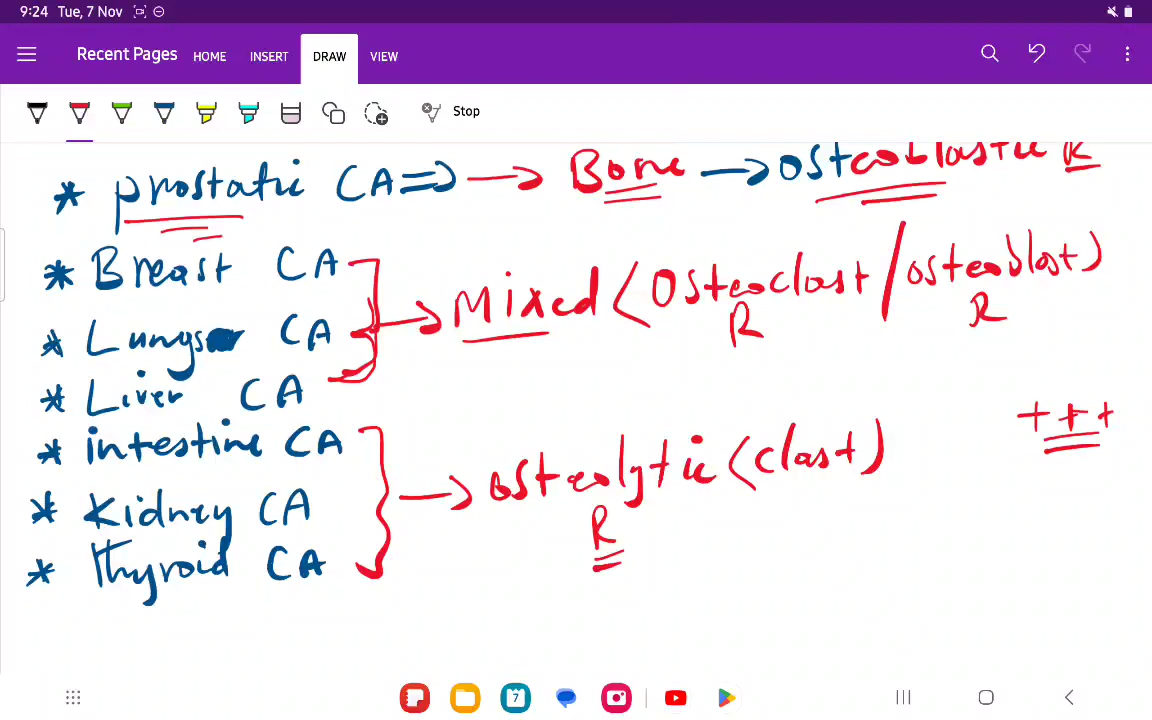 9:24 Tue, 7 Nov
Recent Pages HOME INSERT DRAW VIEW
Stop
* prostatic CA => → Bone → osteoblastic R
* Breast CA
* Lungs CA → Mixed (Osteoclast / osteoblast)
R R
* Liver CA
+++
* intestine CA
* Kidney CA → osteolytic (clast)
R
* Thyroid CA
7